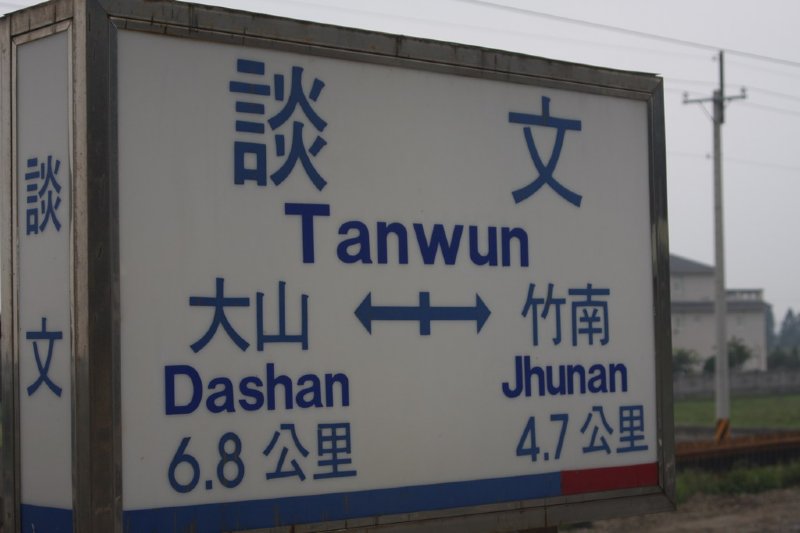 談文
談文
Tanwun
大山 竹南
Dashan Jhunan
6.8公里 4.7公里